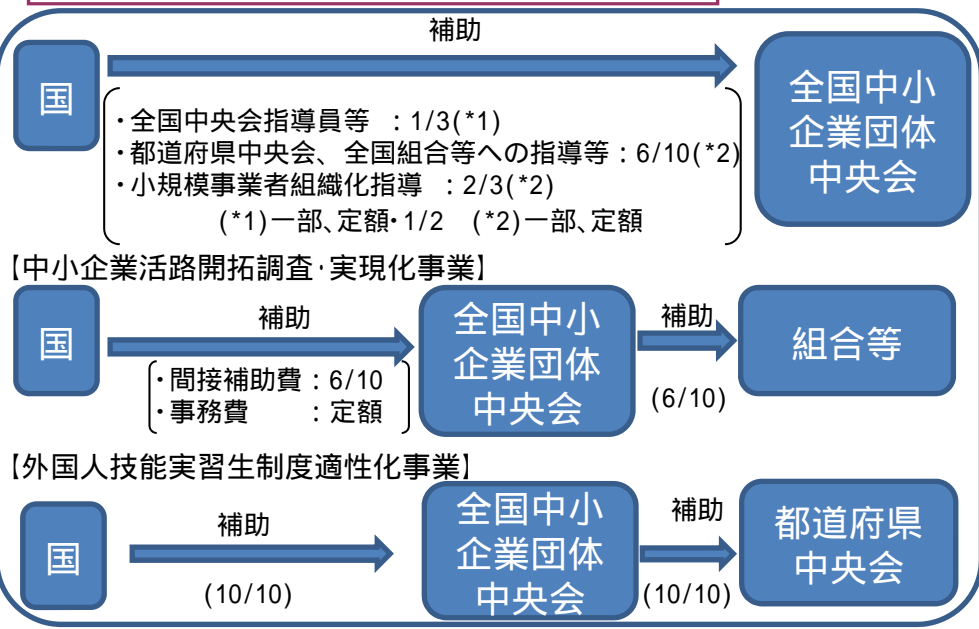 補助
国
全国中小
企業団体
中央会
・全国中央会指導員等 ：1/3(*1)
・都道府県中央会、全国組合等への指導等：6/10(*2)
・小規模事業者組織化指導 ：2/3(*2)
(*1)一部、定額・1/2 (*2)一部、定額
【中小企業活路開拓調査・実現化事業】
国
補助
・間接補助費：6/10
・事務費 ：定額
全国中小
企業団体
中央会
補助
(6/10)
組合等
【外国人技能実習生制度適性化事業】
国
補助
(10/10)
全国中小
企業団体
中央会
補助
(10/10)
都道府県
中央会